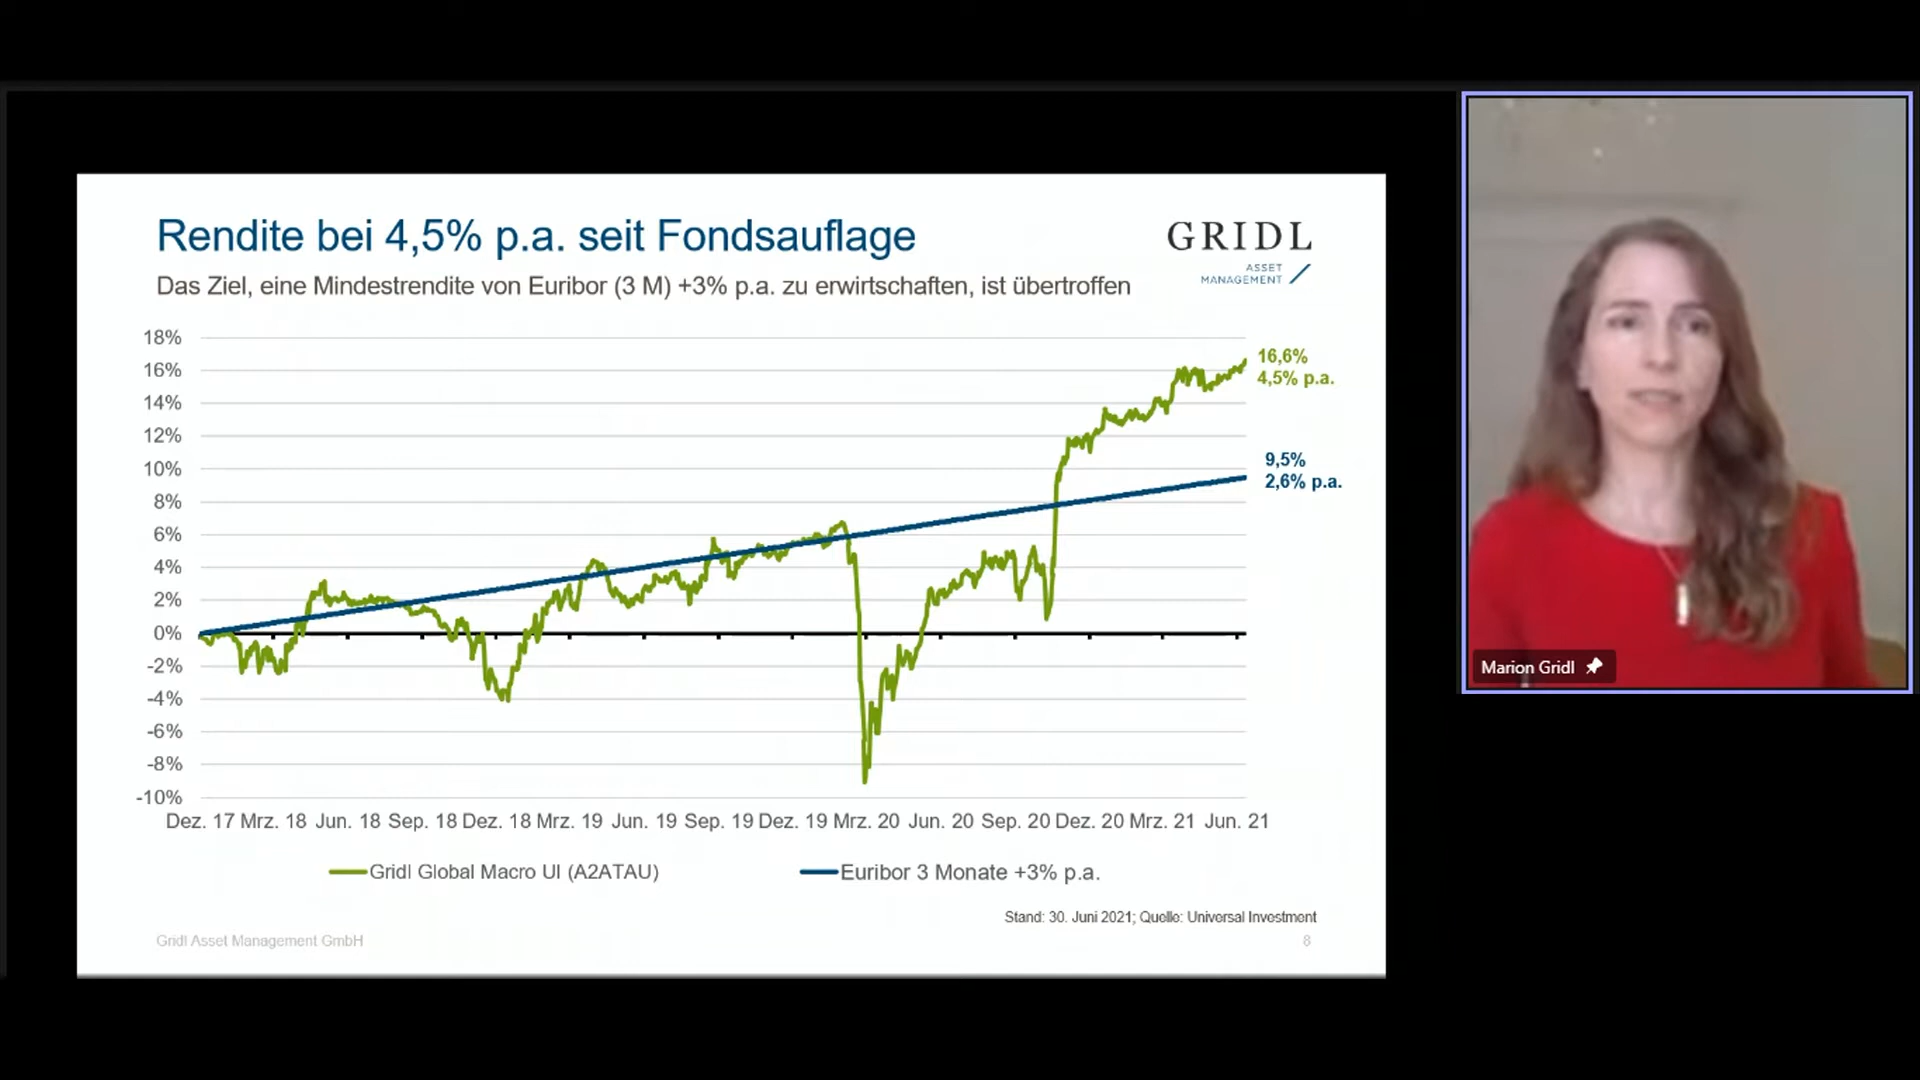 Rendite bei 4,5% p.a. seit Fondsauflage
GRIDL
ASSET
MANAGEMENT
Das Ziel, eine Mindestrendite von Euribor (3 M) +3% p.a. zu erwirtschaften, ist übertroffen
18%
16%
14%
12%
10%
8%
6%
4%
2%
0%
-2%
-4%
-6%
-8%
-10%
16,6%
4,5% p.a.
9,5%
2,6% p.a.
Dez. 17 Mrz. 18 Jun. 18 Sep. 18 Dez. 18 Mrz. 19 Jun. 19 Sep. 19 Dez. 19 Mrz. 20 Jun. 20 Sep. 20 Dez. 20 Mrz. 21 Jun. 21
Gridl Global Macro UI (A2ATAU)
Euribor 3 Monate +3% p.a.
Stand: 30. Juni 2021; Quelle: Universal Investment
Gridl Asset Management GmbH
8
Marion Gridl